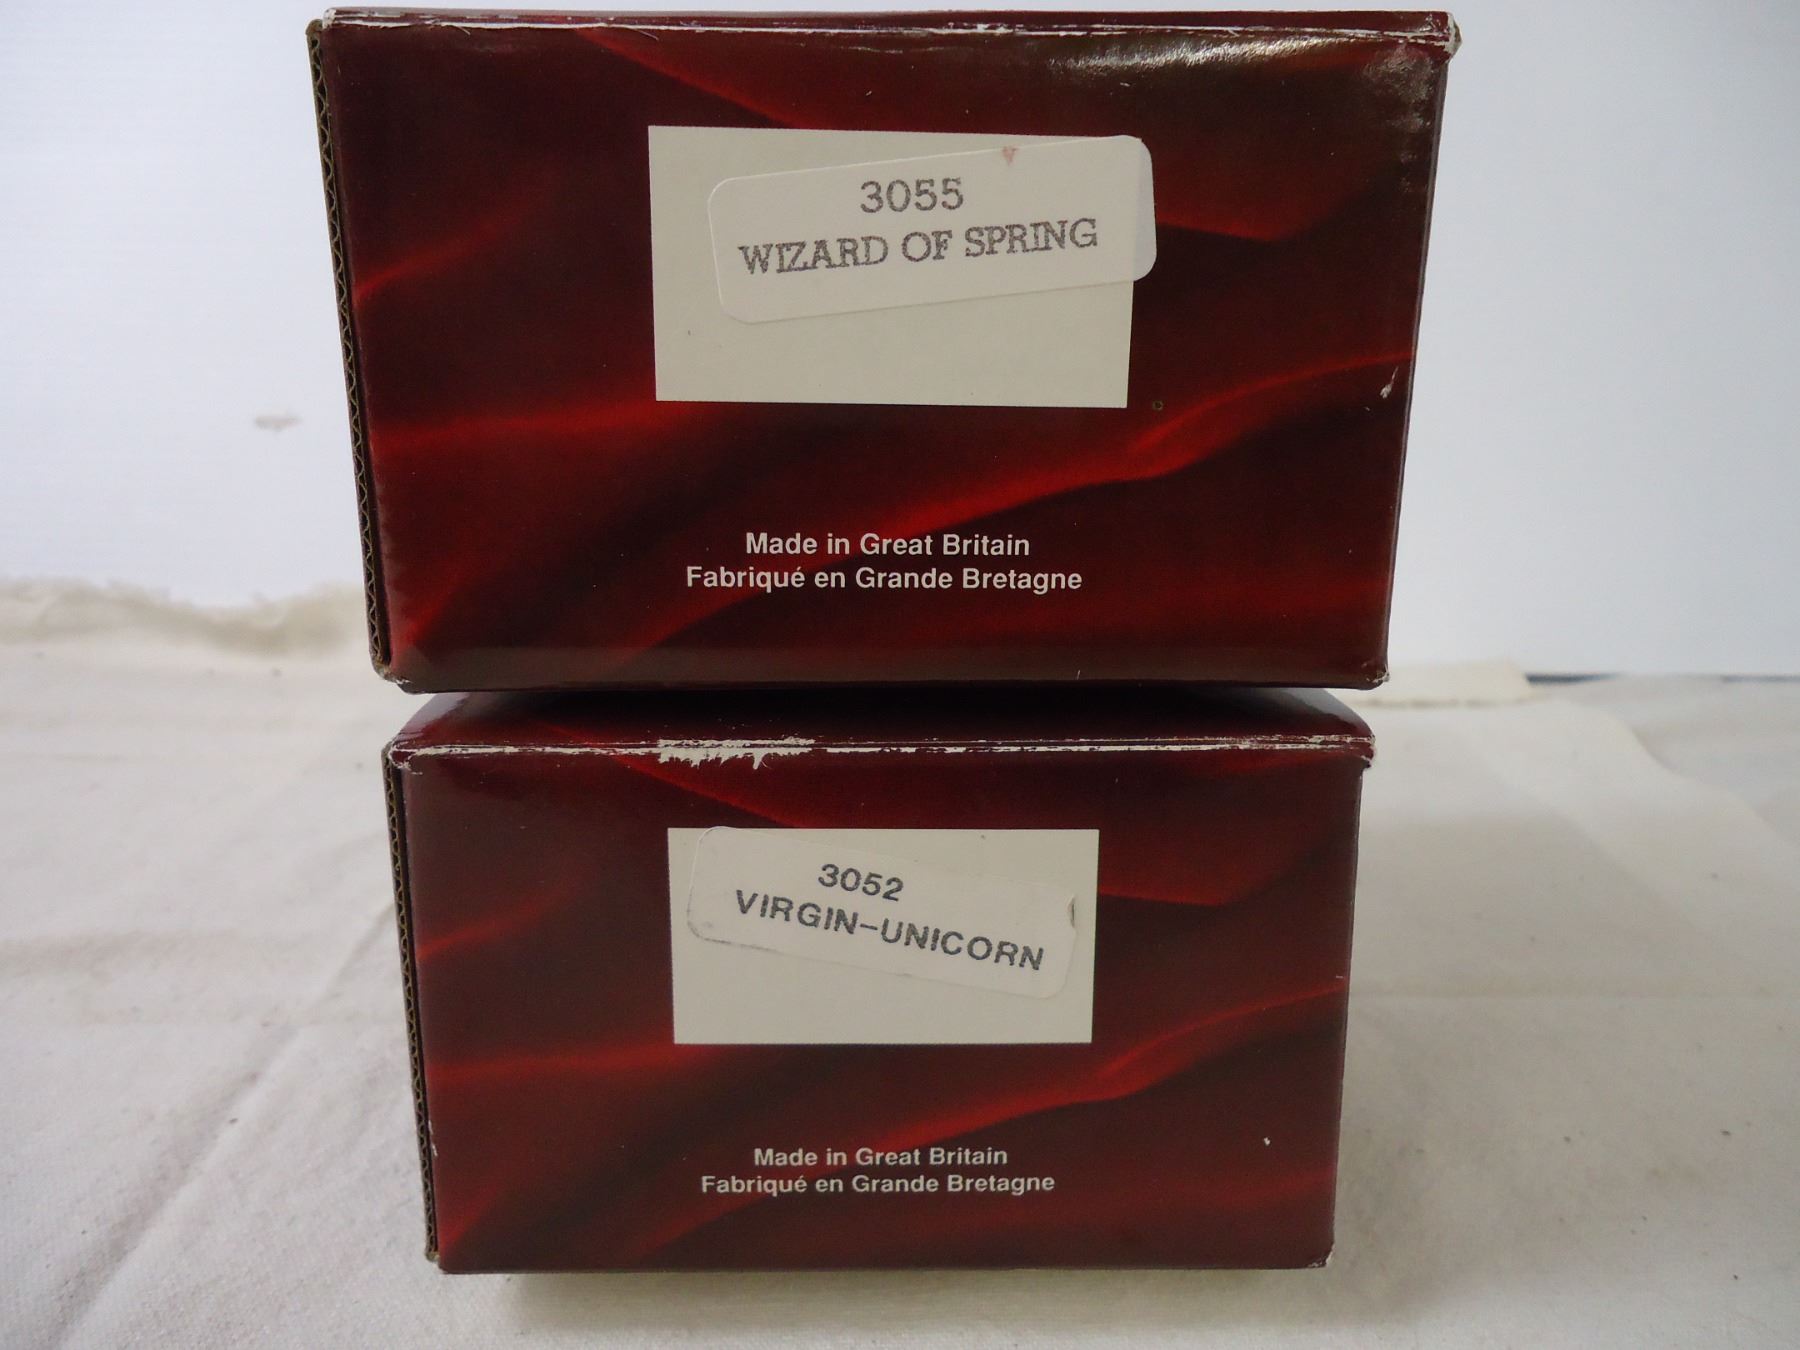 3055
WIZARD OF SPRING
Made in Great Britain
Fabriqué en Grande Bretagne
3052
VIRGIN-UNICORN
Made in Great Britain
Fabriqué en Grande Bretagne